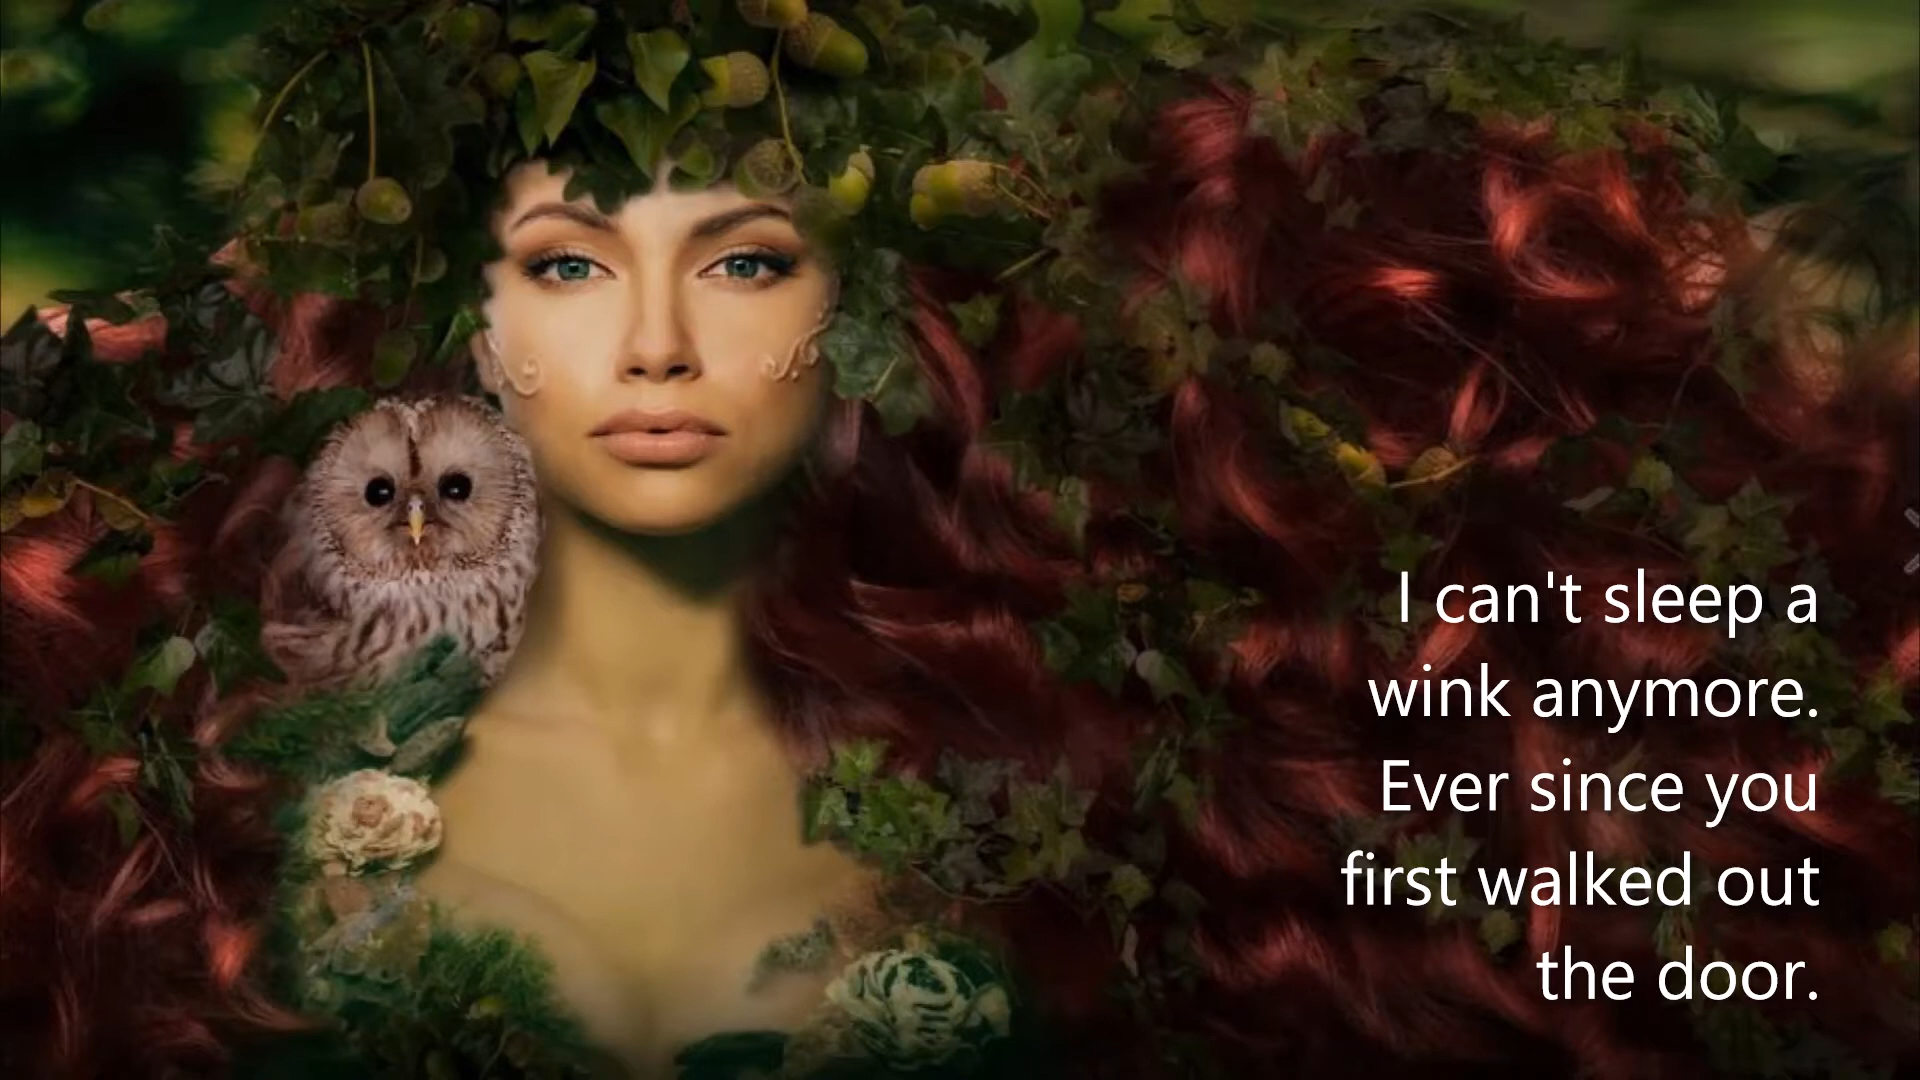 I can't sleep a
wink anymore.
Ever since you
first walked out
the door.